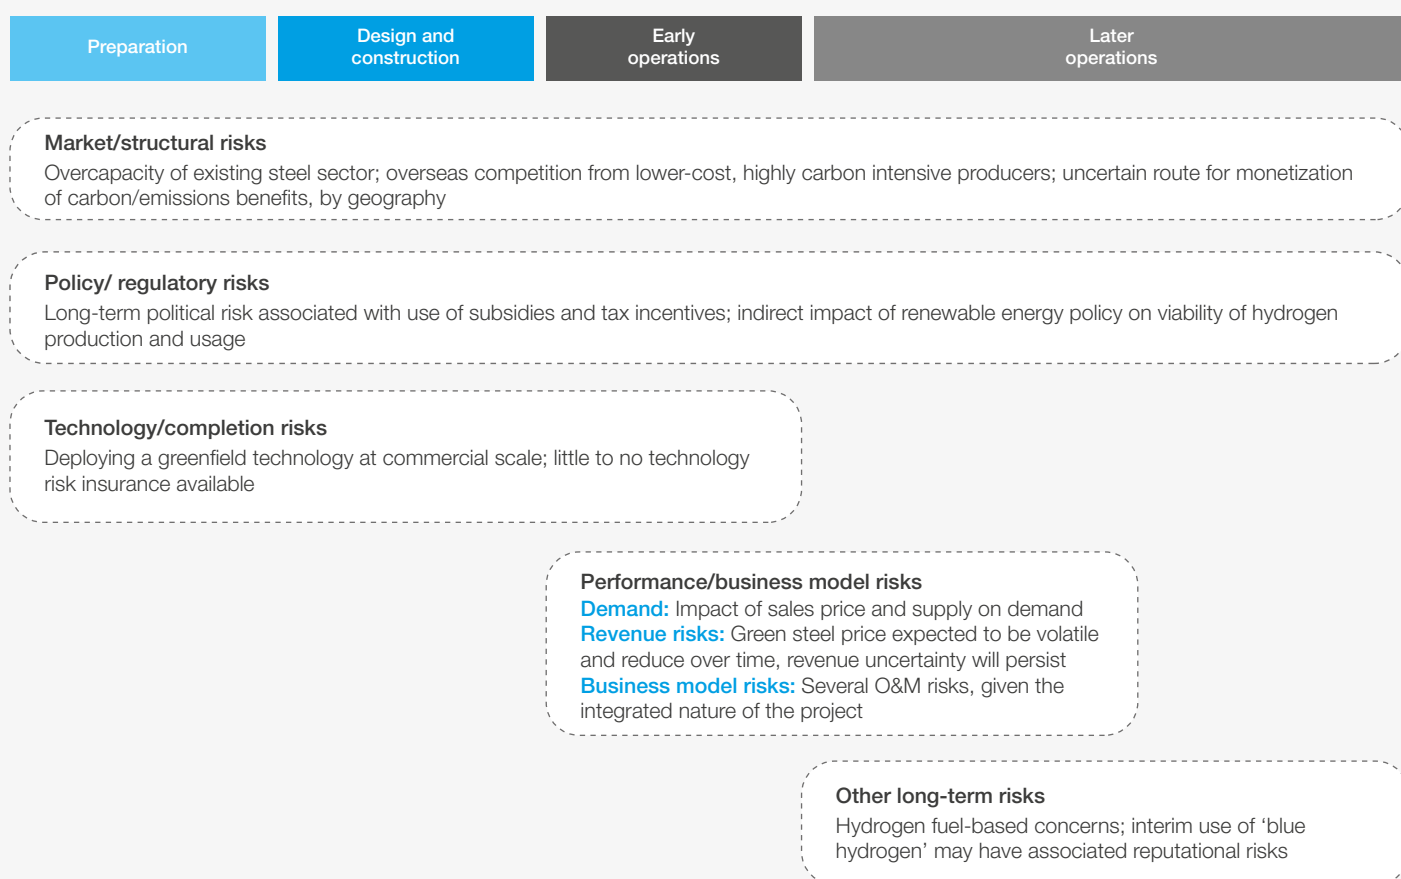 Preparation
Design and
construction
Early
operations
Later
operations
Market/structural risks
Overcapacity of existing steel sector; overseas competition from lower-cost, highly carbon intensive producers; uncertain route for monetization
of carbon/emissions benefits, by geography
Policy/ regulatory risks
Long-term political risk associated with use of subsidies and tax incentives; indirect impact of renewable energy policy on viability of hydrogen
production and usage
Technology/completion risks
Deploying a greenfield technology at commercial scale; little to no technology
risk insurance available
Performance/business model risks
Demand: Impact of sales price and supply on demand
Revenue risks: Green steel price expected to be volatile
and reduce over time, revenue uncertainty will persist
Business model risks: Several O&M risks, given the
integrated nature of the project
Other long-term risks
Hydrogen fuel-based concerns; interim use of ‘blue
hydrogen’ may have associated reputational risks